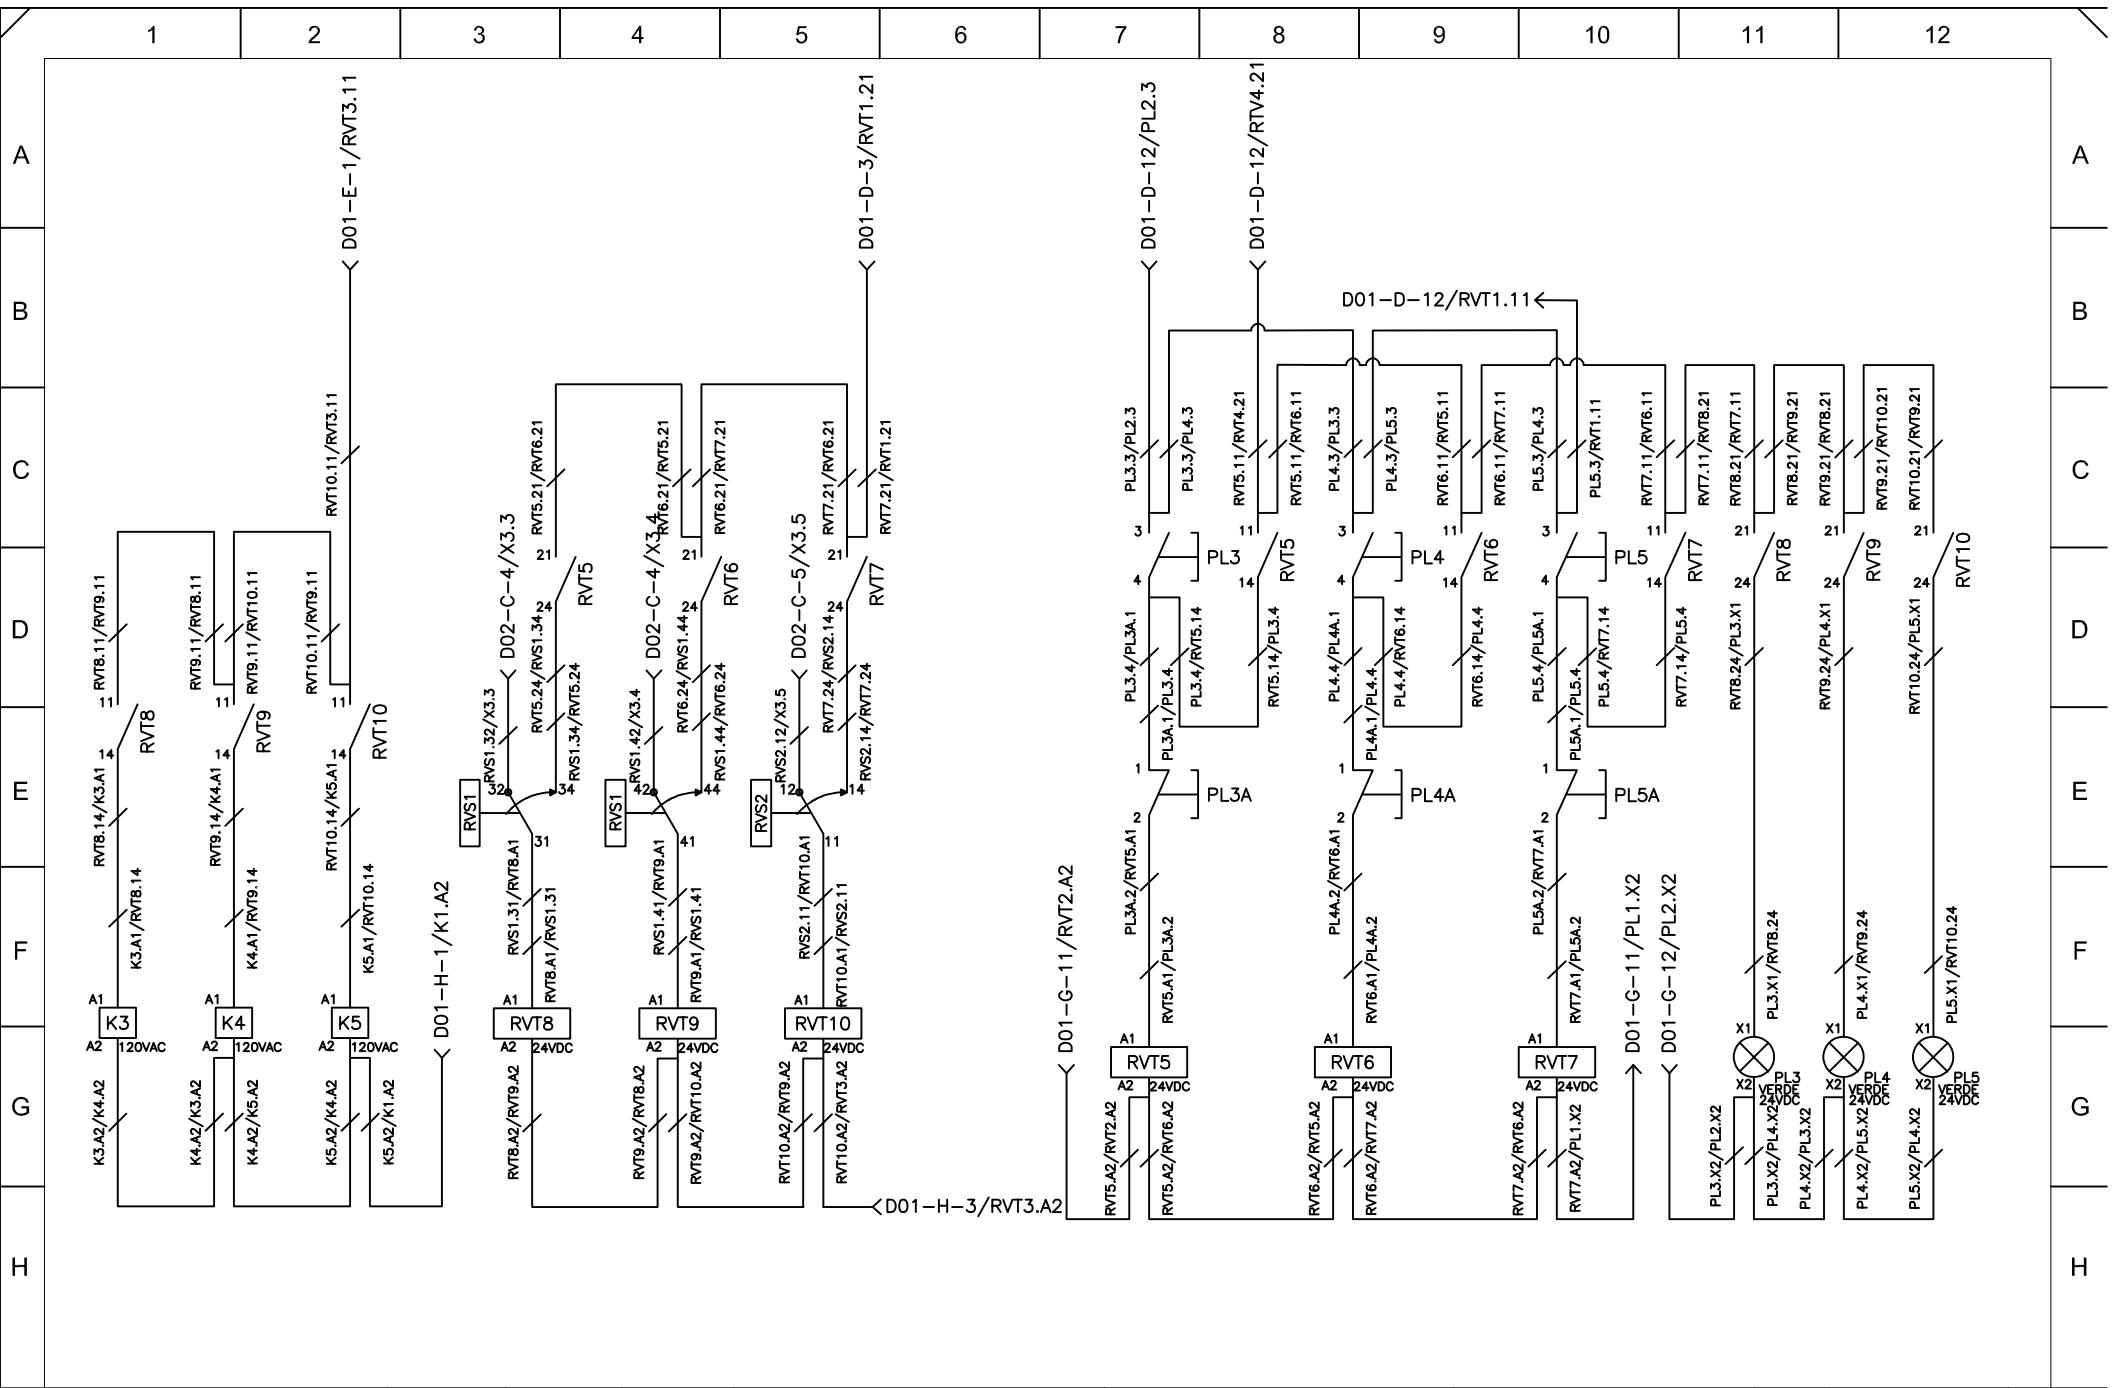 1 2 3 4 5 6 7 8 9 10 11 12
A
B
C
D
E
F
G
H
A
B
C
D
E
F
G
H
D01-E-1/RVT3.11
D01-D-3/RVT1.21
D01-D-12/PL2.3
D01-D-12/RTV4.21
D01-D-12/RVT1.11
RVT10.11/RVT3.11
RVT8.11/RVT9.11
RVT9.11/RVT8.11
RVT9.11/RVT10.11
RVT10.11/RVT9.11
11
14
RVT8
11
14
RVT9
11
14
RVT10
RVT8.14/K3.A1
RVT9.14/K4.A1
RVT10.14/K5.A1
K3.A1/RVT8.14
K4.A1/RVT9.14
K5.A1/RVT10.14
A1
K3
A2 120VAC
A1
K4
A2 120VAC
A1
K5
A2 120VAC
K3.A2/K4.A2
K4.A2/K3.A2
K4.A2/K5.A2
K5.A2/K4.A2
K5.A2/K1.A2
D01-H-1/K1.A2
RVT5.21/RVT6.21
RVT6.21/RVT5.21
RVT6.21/RVT7.21
RVT7.21/RVT6.21
RVT7.21/RVT1.21
D02-C-4/X3.3
D02-C-4/X3.4
D02-C-5/X3.5
21
24
RVT5
21
24
RVT6
21
24
RVT7
RVS1.32/X3.3
RVT5.24/RVS1.34
RVS1.34/RVT5.24
RVS1.42/X3.4
RVT6.24/RVS1.44
RVS1.44/RVT6.24
RVS2.12/X3.5
RVT7.24/RVS2.14
RVS2.14/RVT7.24
RVS1
32
34
31
RVS1
42
44
41
RVS2
12
14
11
RVS1.31/RVT8.A1
RVT8.A1/RVS1.31
RVS1.41/RVT9.A1
RVT9.A1/RVS1.41
RVS2.11/RVT10.A1
RVT10.A1/RVS2.11
A1
RVT8
A2 24VDC
A1
RVT9
A2 24VDC
A1
RVT10
A2 24VDC
RVT8.A2/RVT9.A2
RVT9.A2/RVT8.A2
RVT9.A2/RVT10.A2
RVT10.A2/RVT9.A2
RVT10.A2/RVT3.A2
D01-H-3/RVT3.A2
PL3.3/PL2.3
PL3.3/PL4.3
RVT5.11/RVT4.21
RVT5.11/RVT6.11
PL4.3/PL3.3
PL4.3/PL5.3
RVT6.11/RVT5.11
RVT6.11/RVT7.11
PL5.3/PL4.3
PL5.3/RVT1.11
RVT7.11/RVT6.11
RVT7.11/RVT8.21
RVT8.21/RVT7.11
RVT8.21/RVT9.21
RVT9.21/RVT8.21
RVT9.21/RVT10.21
RVT10.21/RVT9.21
3
4
PL3
11
14
RVT5
3
4
PL4
11
14
RVT6
3
4
PL5
11
14
RVT7
21
24
RVT8
21
24
RVT9
21
24
RVT10
PL3.4/PL3A.1
PL3A.1/PL3.4
PL3.4/RVT5.14
RVT5.14/PL3.4
PL4.4/PL4A.1
PL4A.1/PL4.4
PL4.4/RVT6.14
RVT6.14/PL4.4
PL5.4/PL5A.1
PL5A.1/PL5.4
PL5.4/RVT7.14
RVT7.14/PL5.4
RVT8.24/PL3.X1
RVT9.24/PL4.X1
RVT10.24/PL5.X1
1
2
PL3A
1
2
PL4A
1
2
PL5A
PL3A.2/RVT5.A1
RVT5.A1/PL3A.2
PL4A.2/RVT6.A1
RVT6.A1/PL4A.2
PL5A.2/RVT7.A1
RVT7.A1/PL5A.2
D01-G-11/RVT2.A2
D01-G-11/PL1.X2
D01-G-12/PL2.X2
PL3.X1/RVT8.24
PL4.X1/RVT9.24
PL5.X1/RVT10.24
A1
RVT5
A2 24VDC
A1
RVT6
A2 24VDC
A1
RVT7
A2 24VDC
X1
X2
PL3
VERDE
24VDC
X1
X2
PL4
VERDE
24VDC
X1
X2
PL5
VERDE
24VDC
RVT5.A2/RVT2.A2
RVT5.A2/RVT6.A2
RVT6.A2/RVT5.A2
RVT6.A2/RVT7.A2
RVT7.A2/RVT6.A2
RVT7.A2/PL1.X2
PL3.X2/PL2.X2
PL3.X2/PL4.X2
PL4.X2/PL3.X2
PL4.X2/PL5.X2
PL5.X2/PL4.X2